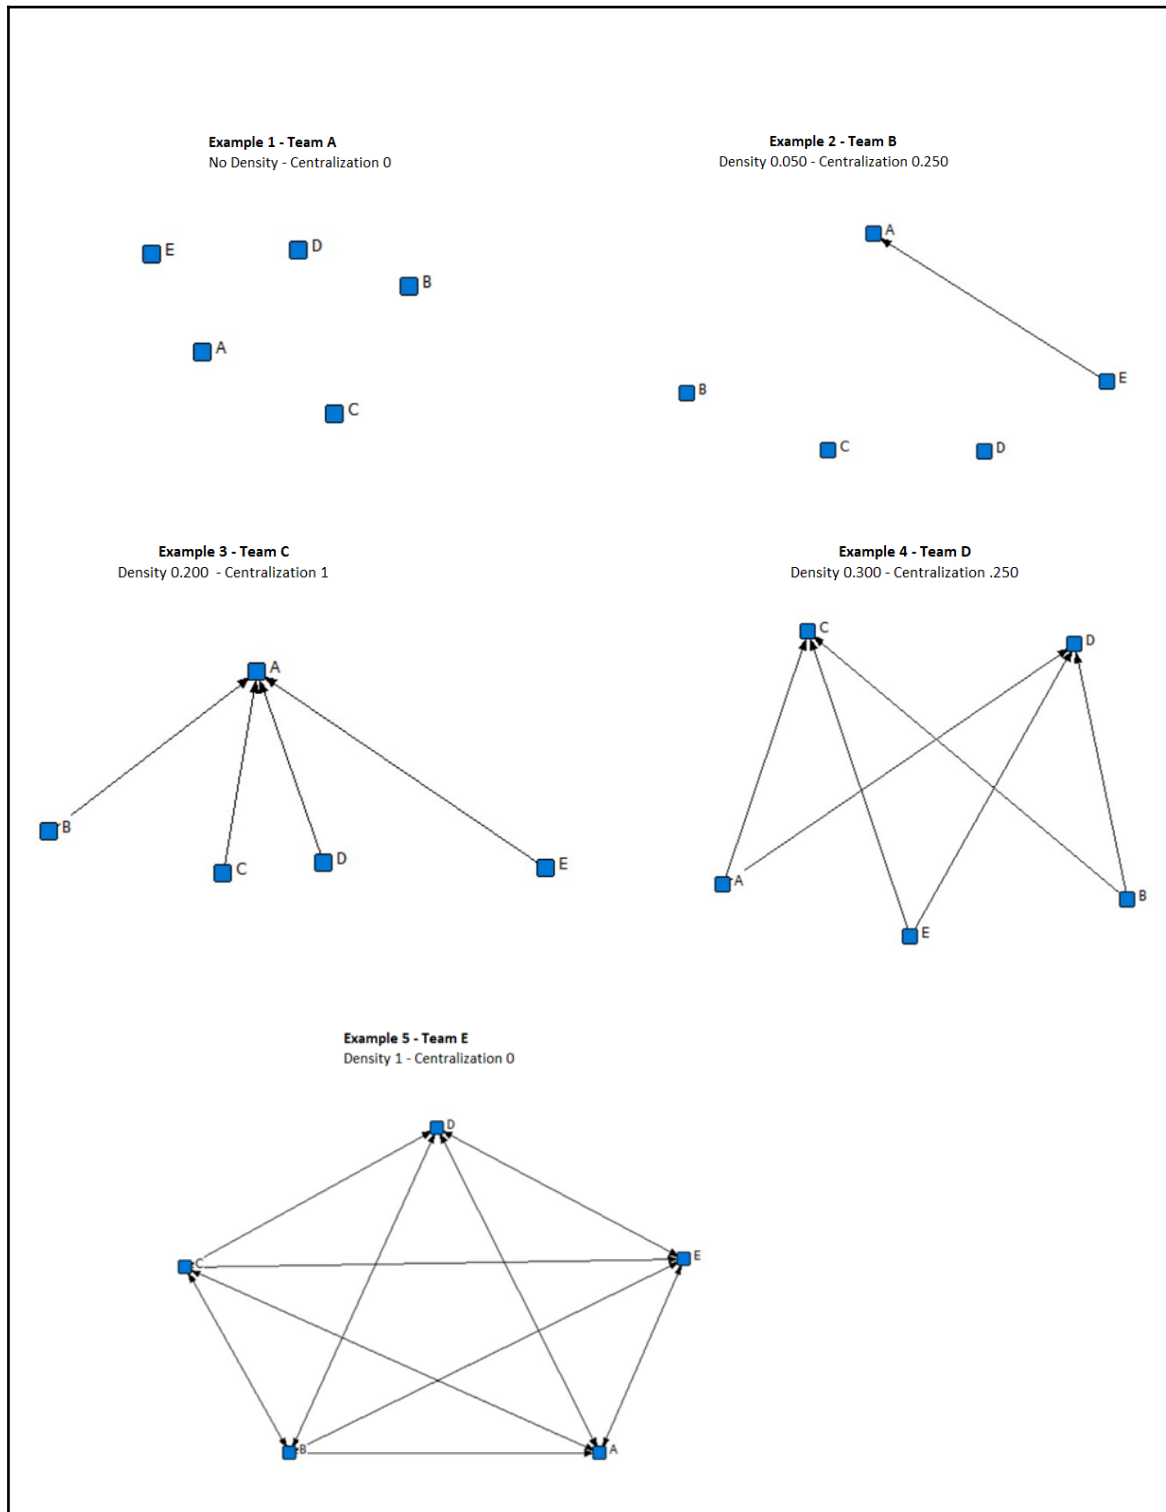 Example 1 - Team A
No Density - Centralization 0
E
D
B
A
C
Example 2 - Team B
Density 0.050 - Centralization 0.250
A
E
B
C
D
Example 3 - Team C
Density 0.200 - Centralization 1
A
B
C
D
E
Example 4 - Team D
Density 0.300 - Centralization .250
C
D
A
B
E
Example 5 - Team E
Density 1 - Centralization 0
D
C
E
B
A